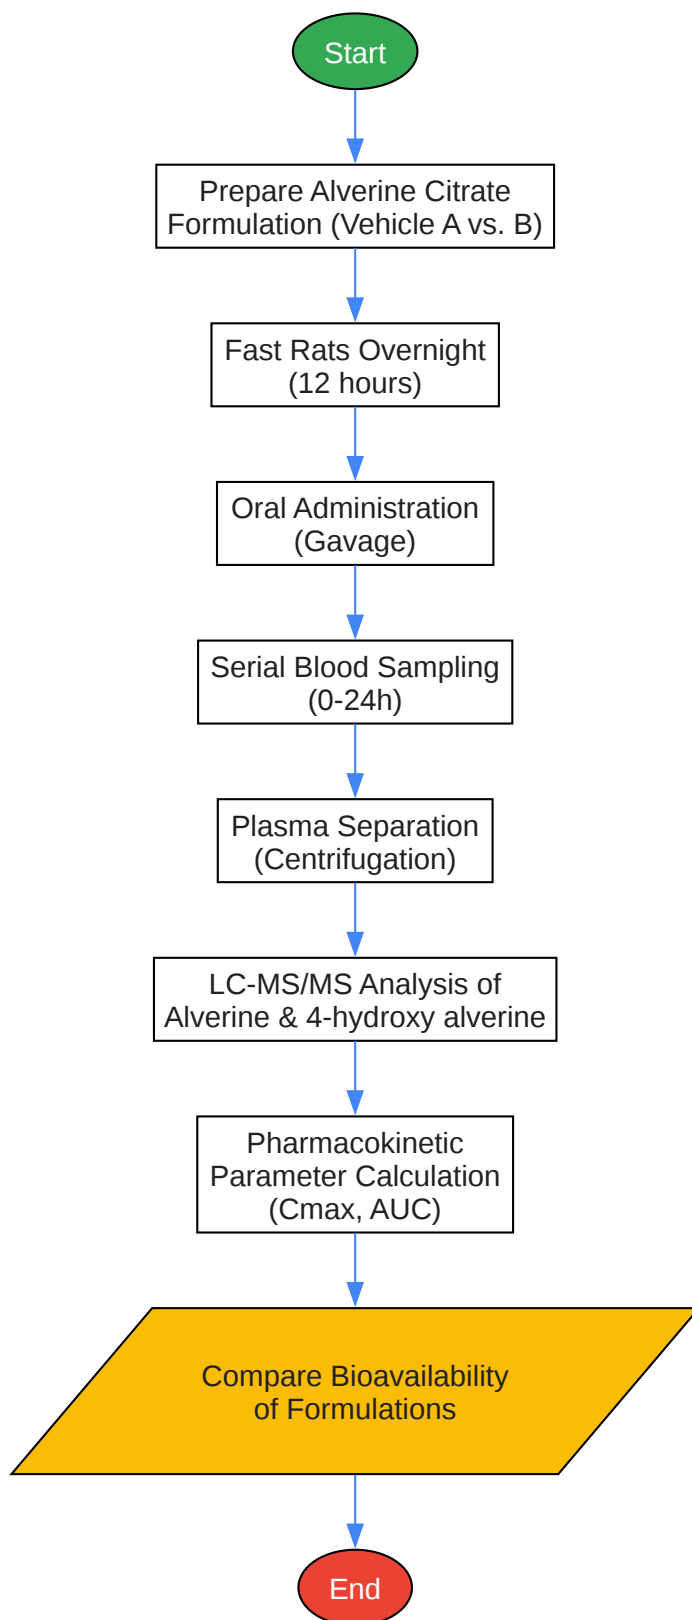 Start
Prepare Alverine Citrate
Formulation (Vehicle A vs. B)
Fast Rats Overnight
(12 hours)
Oral Administration
(Gavage)
Serial Blood Sampling
(0-24h)
Plasma Separation
(Centrifugation)
LC-MS/MS Analysis of
Alverine & 4-hydroxy alverine
Pharmacokinetic
Parameter Calculation
(Cmax, AUC)
Compare Bioavailability
of Formulations
End